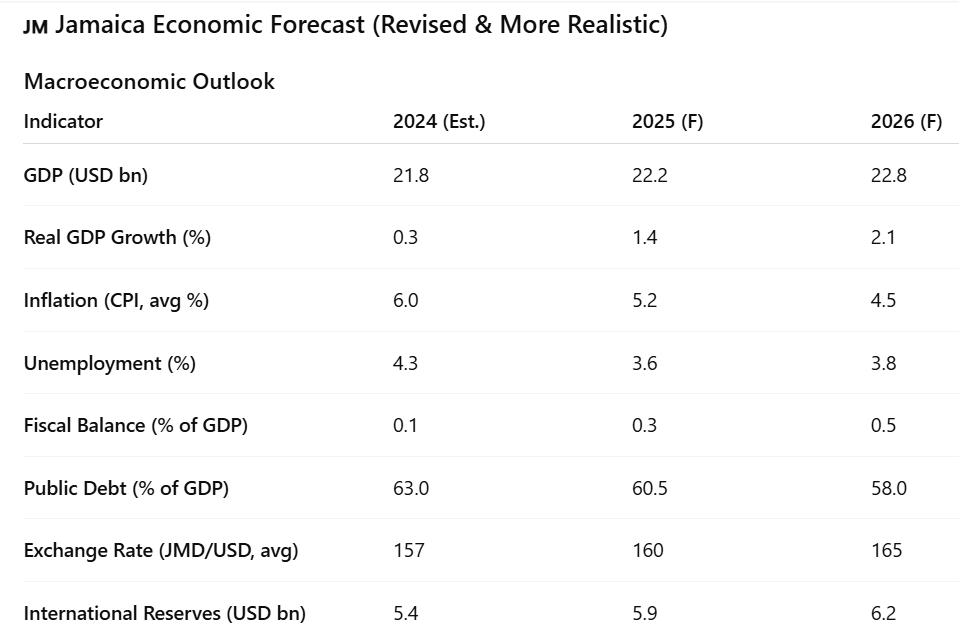 JM Jamaica Economic Forecast (Revised & More Realistic)
Macroeconomic Outlook
Indicator 2024 (Est.) 2025 (F) 2026 (F)
GDP (USD bn) 21.8 22.2 22.8
Real GDP Growth (%) 0.3 1.4 2.1
Inflation (CPI, avg %) 6.0 5.2 4.5
Unemployment (%) 4.3 3.6 3.8
Fiscal Balance (% of GDP) 0.1 0.3 0.5
Public Debt (% of GDP) 63.0 60.5 58.0
Exchange Rate (JMD/USD, avg) 157 160 165
International Reserves (USD bn) 5.4 5.9 6.2